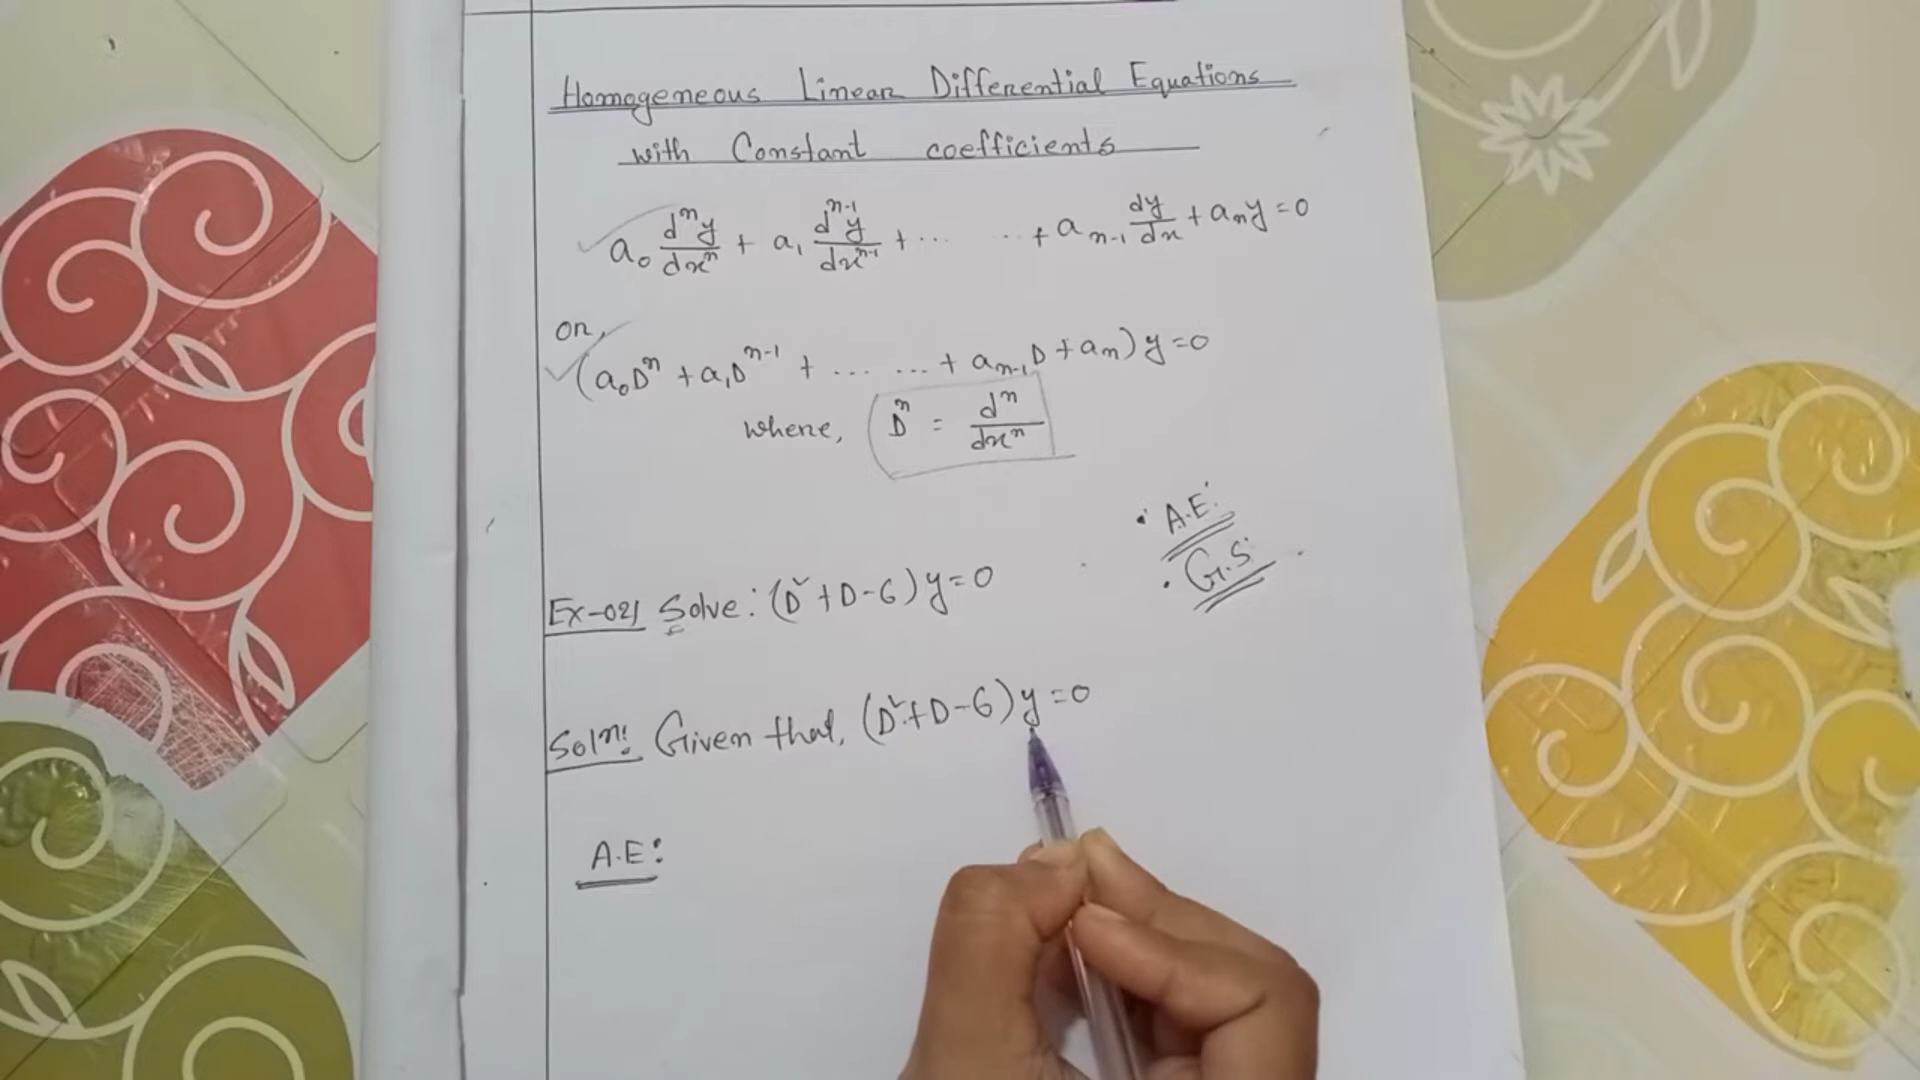 Homogeneous Linear Differential Equations
with Constant coefficients
a₀ dⁿy/dxⁿ + a₁ dⁿ⁻¹y/dxⁿ⁻¹ + ... ... + aₙ₋₁ dy/dx + aₙy = 0
or,
(a₀Dⁿ + a₁Dⁿ⁻¹ + ... ... + aₙ₋₁D + aₙ) y = 0
where, Dⁿ = dⁿ/dxⁿ
• A.E.
• G.S.
Ex-02| Solve: (D² + D - 6) y = 0
Solⁿ: Given that, (D² + D - 6) y = 0
A.E: